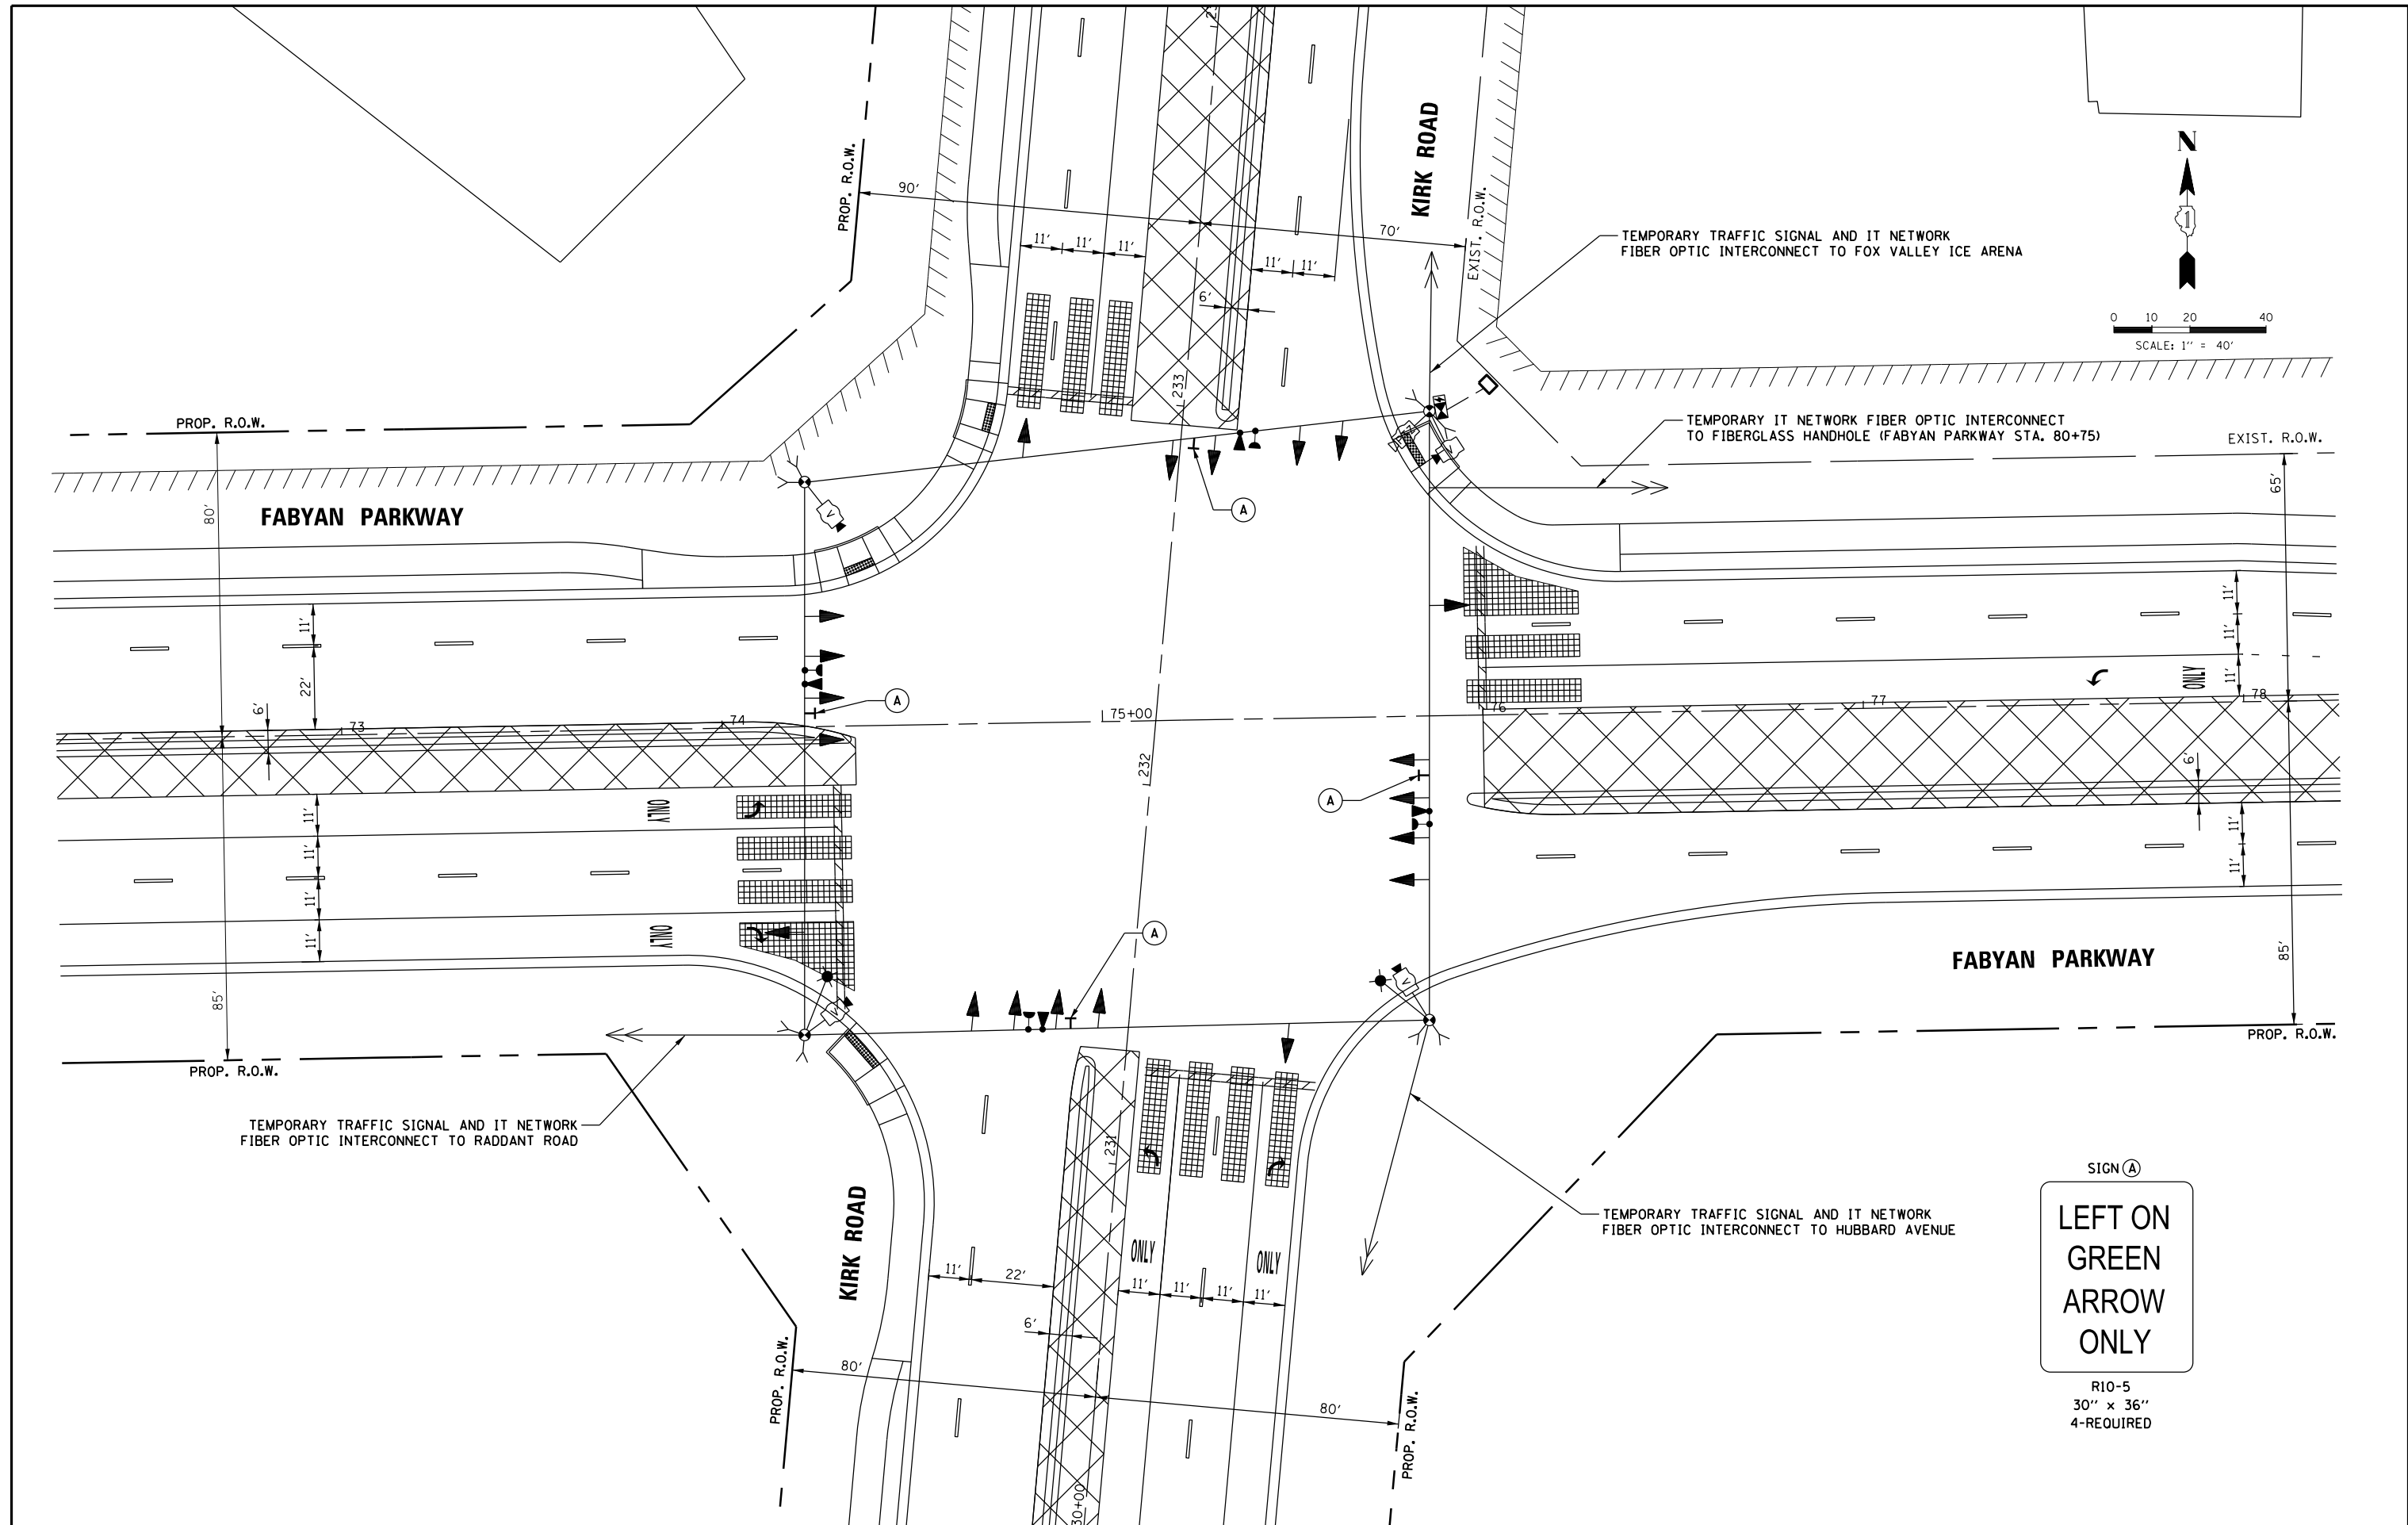 KIRK ROAD
PROP. R.O.W.
90'
70'
EXIST. R.O.W.
11' 11' 11'
11' 11'
6'
233
TEMPORARY TRAFFIC SIGNAL AND IT NETWORK
FIBER OPTIC INTERCONNECT TO FOX VALLEY ICE ARENA
N
1
0 10 20 40
SCALE: 1" = 40'
PROP. R.O.W.
TEMPORARY IT NETWORK FIBER OPTIC INTERCONNECT
TO FIBERGLASS HANDHOLE (FABYAN PARKWAY STA. 80+75)
EXIST. R.O.W.
80'
FABYAN PARKWAY
V
V
V
A
65'
11'
22'
6'
73
74
A
75+00
76
77
78
11'
11'
11'
ONLY
232
6'
A
ONLY
11'
11'
11'
11'
ONLY
11'
11'
A
V
V
85'
85'
FABYAN PARKWAY
PROP. R.O.W.
PROP. R.O.W.
TEMPORARY TRAFFIC SIGNAL AND IT NETWORK
FIBER OPTIC INTERCONNECT TO RADDANT ROAD
231
KIRK ROAD
ONLY
ONLY
11' 22'
11' 11' 11' 11'
6'
TEMPORARY TRAFFIC SIGNAL AND IT NETWORK
FIBER OPTIC INTERCONNECT TO HUBBARD AVENUE
PROP. R.O.W.
80'
80'
PROP. R.O.W.
SIGN A
LEFT ON
GREEN
ARROW
ONLY
R10-5
30" x 36"
4-REQUIRED